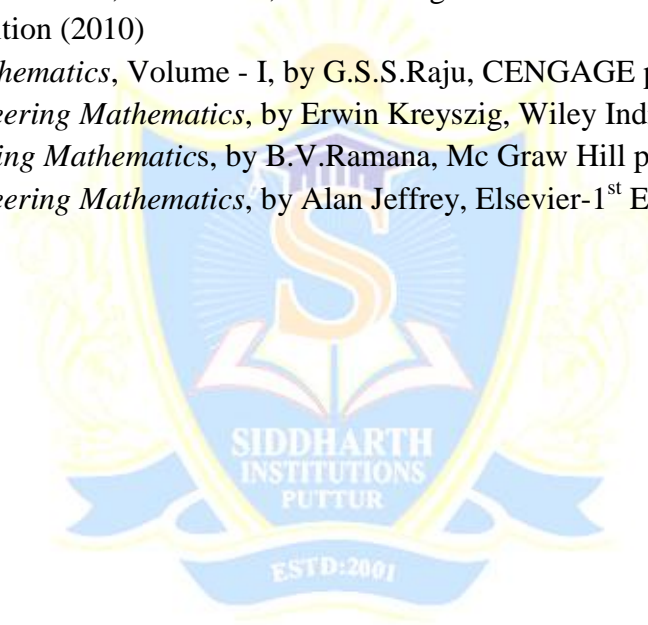 ition (2010)
hematics, Volume - I, by G.S.S.Raju, CENGAGE p
eering Mathematics, by Erwin Kreyszig, Wiley Ind
ing Mathematics, by B.V.Ramana, Mc Graw Hill p
eering Mathematics, by Alan Jeffrey, Elsevier-1st E
S
SIDDHARTH
INSTITUTIONS
PUTTUR
ESTD:2001